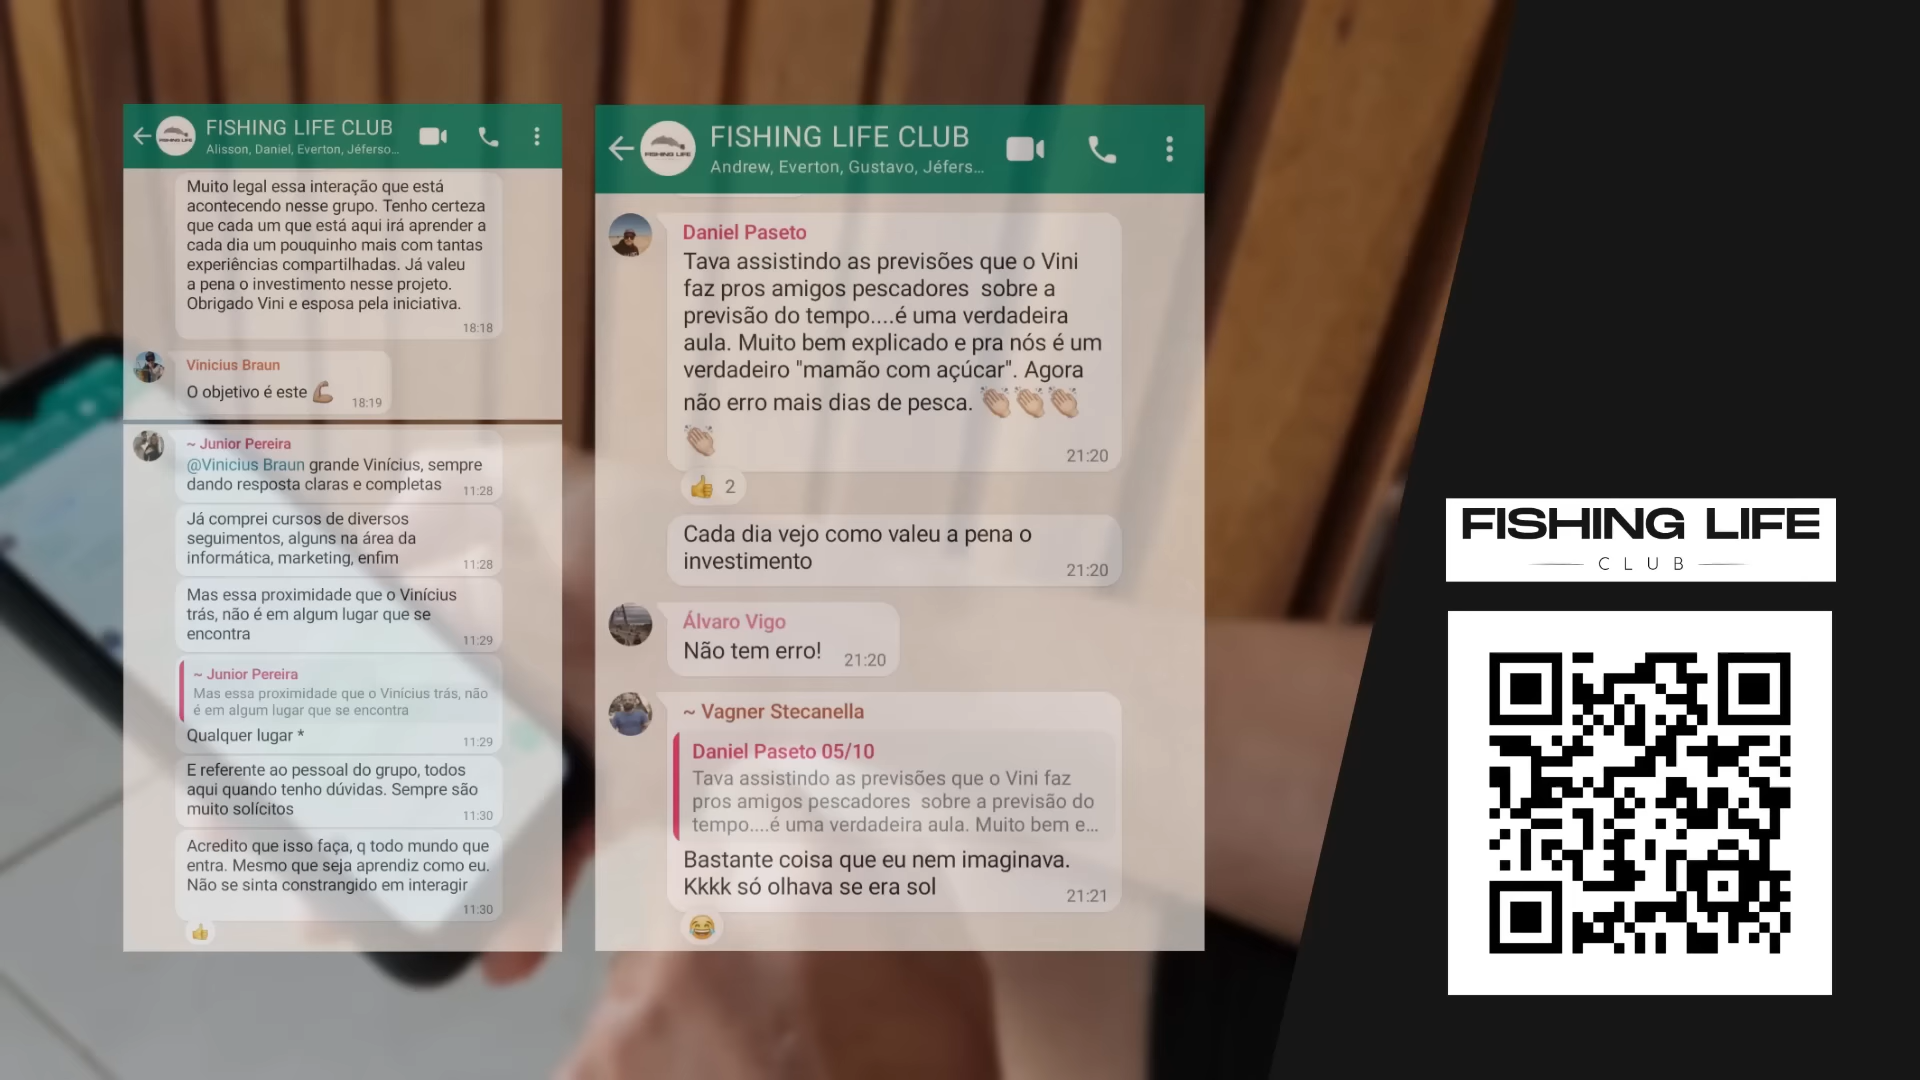 FISHING LIFE CLUB
Alisson, Daniel, Everton, Jéferso...
Muito legal essa interação que está
acontecendo nesse grupo. Tenho certeza
que cada um que está aqui irá aprender a
cada dia um pouquinho mais com tantas
experiências compartilhadas. Já valeu
a pena o investimento nesse projeto.
Obrigado Vini e esposa pela iniciativa.
18:18
Vinicius Braun
O objetivo é este 💪
18:19
~ Junior Pereira
@Vinicius Braun grande Vinícius, sempre
dando resposta claras e completas
11:28
Já comprei cursos de diversos
seguimentos, alguns na área da
informática, marketing, enfim
11:28
Mas essa proximidade que o Vinícius
trás, não é em algum lugar que se
encontra
11:29
~ Junior Pereira
Mas essa proximidade que o Vinícius trás, não
é em algum lugar que se encontra
Qualquer lugar *
11:29
E referente ao pessoal do grupo, todos
aqui quando tenho dúvidas. Sempre são
muito solícitos
11:30
Acredito que isso faça, q todo mundo que
entra. Mesmo que seja aprendiz como eu.
Não se sinta constrangido em interagir
11:30
👍
FISHING LIFE CLUB
Andrew, Everton, Gustavo, Jéfers...
Daniel Paseto
Tava assistindo as previsões que o Vini
faz pros amigos pescadores  sobre a
previsão do tempo....é uma verdadeira
aula. Muito bem explicado e pra nós é um
verdadeiro "mamão com açúcar". Agora
não erro mais dias de pesca. 👏👏👏
👏
21:20
👍 2
Cada dia vejo como valeu a pena o
investimento
21:20
Álvaro Vigo
Não tem erro!
21:20
~ Vagner Stecanella
Daniel Paseto 05/10
Tava assistindo as previsões que o Vini faz
pros amigos pescadores  sobre a previsão do
tempo....é uma verdadeira aula. Muito bem e...
Bastante coisa que eu nem imaginava.
Kkkk só olhava se era sol
21:21
😂
FISHING LIFE
CLUB